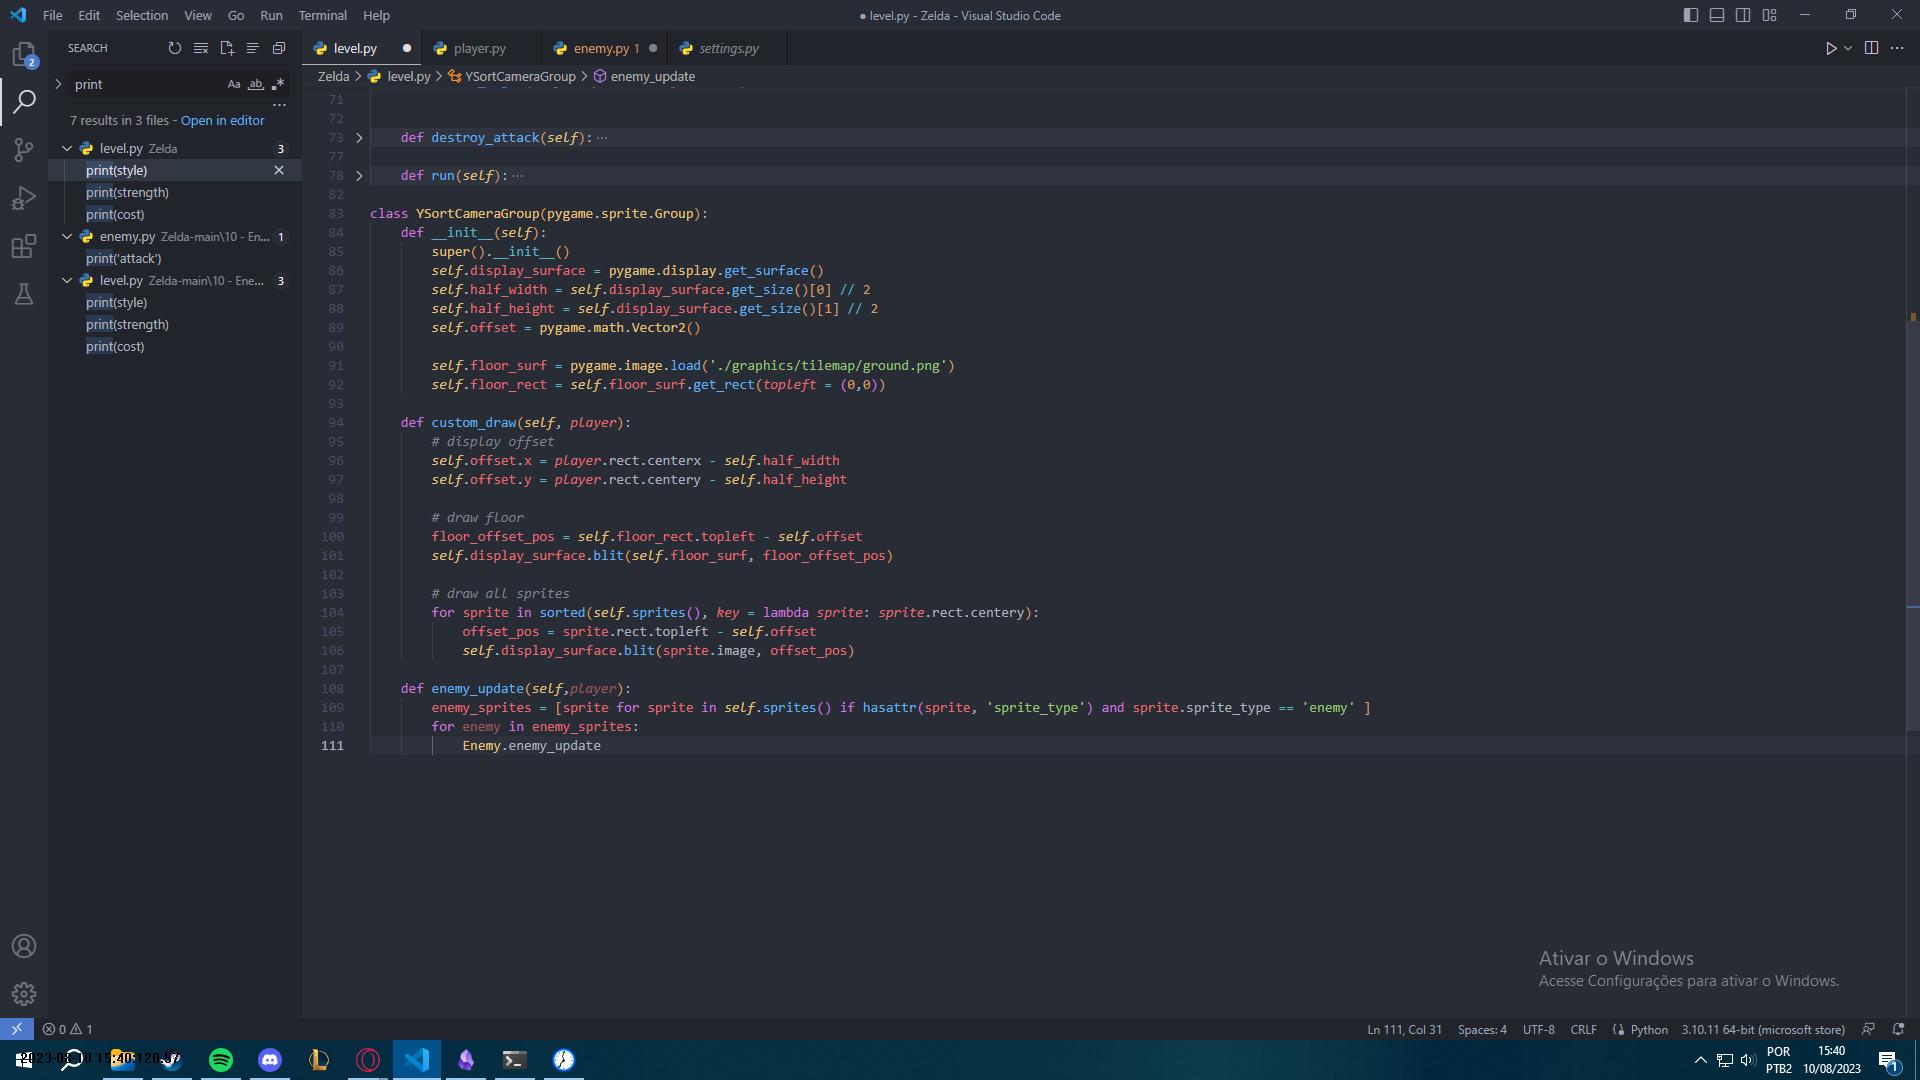 File Edit Selection View Go Run Terminal Help
● level.py - Zelda - Visual Studio Code
SEARCH
print
Aa ab
7 results in 3 files - Open in editor
level.py Zelda 3
print(style)
print(strength)
print(cost)
enemy.py Zelda-main\10 - En... 1
print('attack')
level.py Zelda-main\10 - Ene... 3
print(style)
print(strength)
print(cost)
2
level.py
player.py
enemy.py 1
settings.py
Zelda > level.py > YSortCameraGroup > enemy_update
71
72
73 def destroy_attack(self): ...
77
78 def run(self): ...
82
83 class YSortCameraGroup(pygame.sprite.Group):
84 def __init__(self):
85 super().__init__()
86 self.display_surface = pygame.display.get_surface()
87 self.half_width = self.display_surface.get_size()[0] // 2
88 self.half_height = self.display_surface.get_size()[1] // 2
89 self.offset = pygame.math.Vector2()
90
91 self.floor_surf = pygame.image.load('./graphics/tilemap/ground.png')
92 self.floor_rect = self.floor_surf.get_rect(topleft = (0,0))
93
94 def custom_draw(self, player):
95 # display offset
96 self.offset.x = player.rect.centerx - self.half_width
97 self.offset.y = player.rect.centery - self.half_height
98
99 # draw floor
100 floor_offset_pos = self.floor_rect.topleft - self.offset
101 self.display_surface.blit(self.floor_surf, floor_offset_pos)
102
103 # draw all sprites
104 for sprite in sorted(self.sprites(), key = lambda sprite: sprite.rect.centery):
105 offset_pos = sprite.rect.topleft - self.offset
106 self.display_surface.blit(sprite.image, offset_pos)
107
108 def enemy_update(self,player):
109 enemy_sprites = [sprite for sprite in self.sprites() if hasattr(sprite, 'sprite_type') and sprite.sprite_type == 'enemy' ]
110 for enemy in enemy_sprites:
111 Enemy.enemy_update
Ativar o Windows
Acesse Configurações para ativar o Windows.
0 1
Ln 111, Col 31 Spaces: 4 UTF-8 CRLF Python 3.10.11 64-bit (microsoft store)
POR
PTB2
15:40
10/08/2023
1